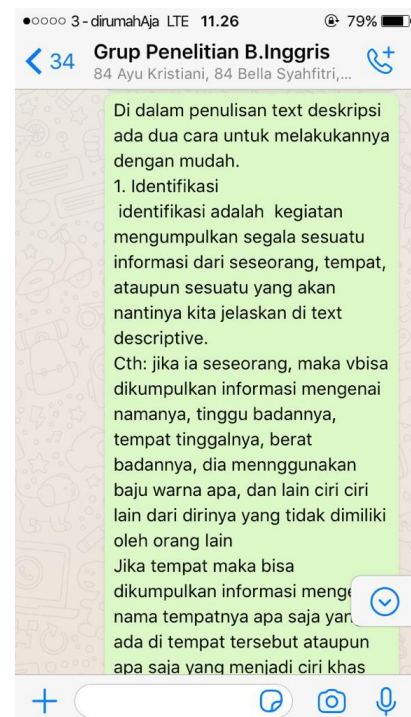 3-dirumahAja LTE 11.26 79%
34 Grup Penelitian B.Inggris
84 Ayu Kristiani, 84 Bella Syahfitri,...
Di dalam penulisan text deskripsi
ada dua cara untuk melakukannya
dengan mudah.
1. Identifikasi
identifikasi adalah kegiatan
mengumpulkan segala sesuatu
informasi dari seseorang, tempat,
ataupun sesuatu yang akan
nantinya kita jelaskan di text
descriptive.
Cth: jika ia seseorang, maka vbisa
dikumpulkan informasi mengenai
namanya, tinggu badannya,
tempat tinggalnya, berat
badannya, dia mennggunakan
baju warna apa, dan lain ciri ciri
lain dari dirinya yang tidak dimiliki
oleh orang lain
Jika tempat maka bisa
dikumpulkan informasi
nama tempatnya apa saja
ada di tempat tersebut ataupun
apa saja yang menjadi ciri khas